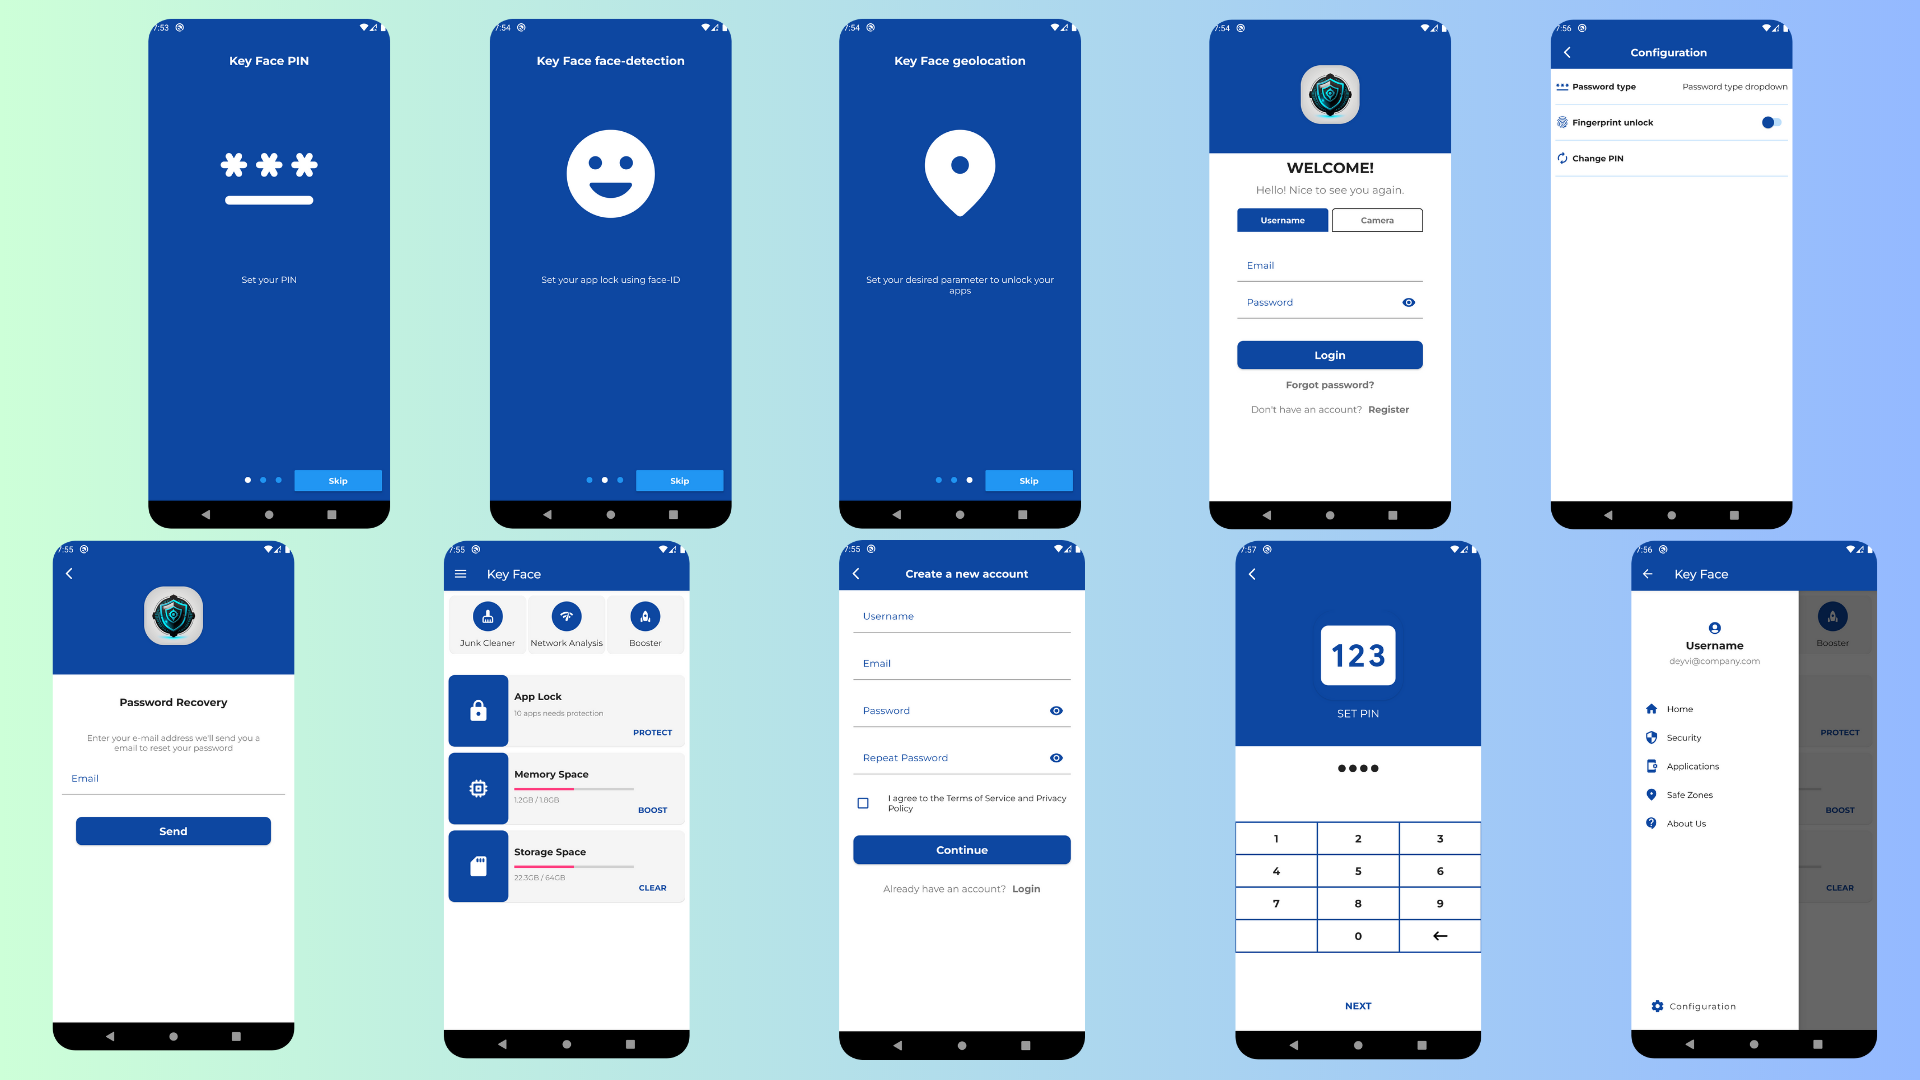 7:53
Key Face PIN
Set your PIN
Skip
7:54
Key Face face-detection
Set your app lock using face-ID
Skip
7:54
Key Face geolocation
Set your desired parameter to unlock your
apps
Skip
7:54
WELCOME!
Hello! Nice to see you again.
Username
Camera
Email
Password
Login
Forgot password?
Don't have an account? Register
7:56
Configuration
Password type
Password type dropdown
Fingerprint unlock
Change PIN
7:55
Password Recovery
Enter your e-mail address we'll send you a
email to reset your password
Email
Send
7:55
Key Face
Junk Cleaner
Network Analysis
Booster
App Lock
10 apps needs protection
PROTECT
Memory Space
1.2GB / 1.8GB
BOOST
Storage Space
22.3GB / 64GB
CLEAR
7:55
Create a new account
Username
Email
Password
Repeat Password
I agree to the Terms of Service and Privacy
Policy
Continue
Already have an account? Login
7:57
123
SET PIN
1 2 3
4 5 6
7 8 9
0
NEXT
7:56
Key Face
Username
deyvi@company.com
Home
Security
Applications
Safe Zones
About Us
Configuration
Booster
PROTECT
BOOST
CLEAR